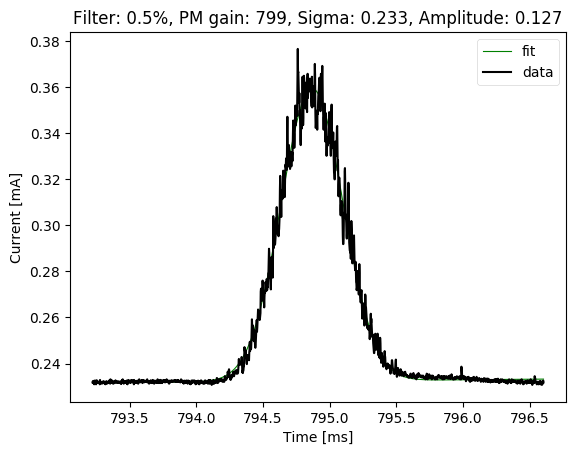 Filter: 0.5%, PM gain: 799, Sigma: 0.233, Amplitude: 0.127
fit
data
0.38
0.36
0.34
0.32
0.30
0.28
0.26
0.24
Current [mA]
793.5 794.0 794.5 795.0 795.5 796.0 796.5
Time [ms]